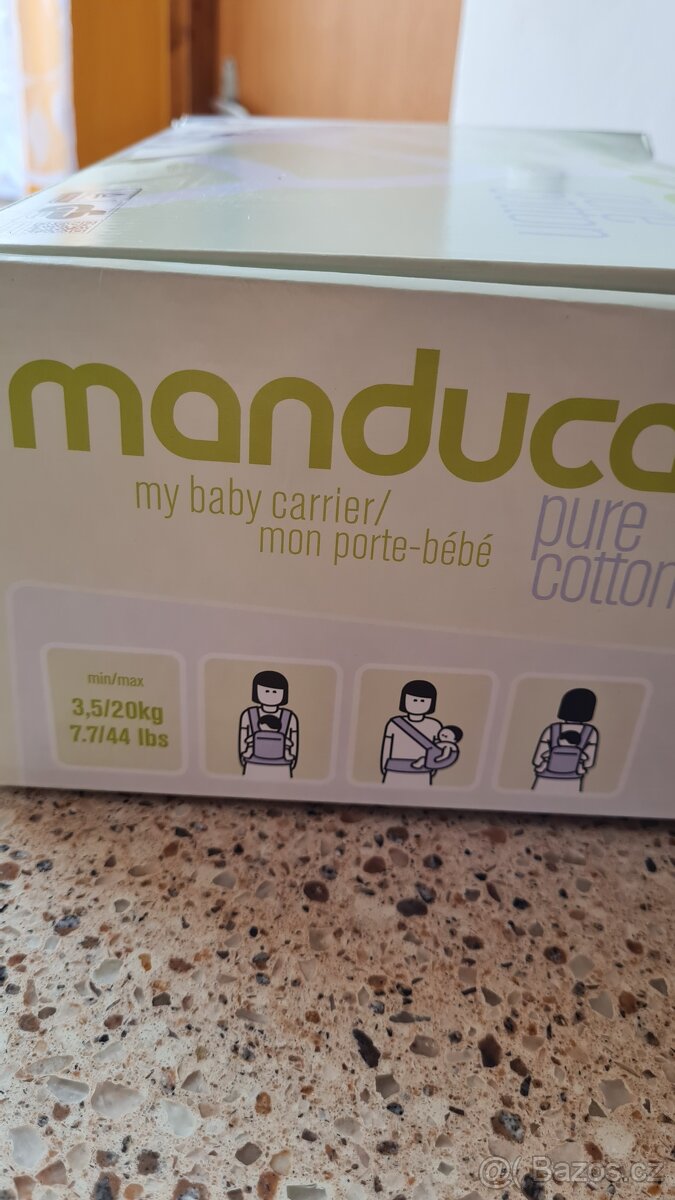 manduca
my baby carrier/
mon porte-bébé
pure
cotton
min/max
3,5/20kg
7.7/44 lbs
@( Bazos.cz